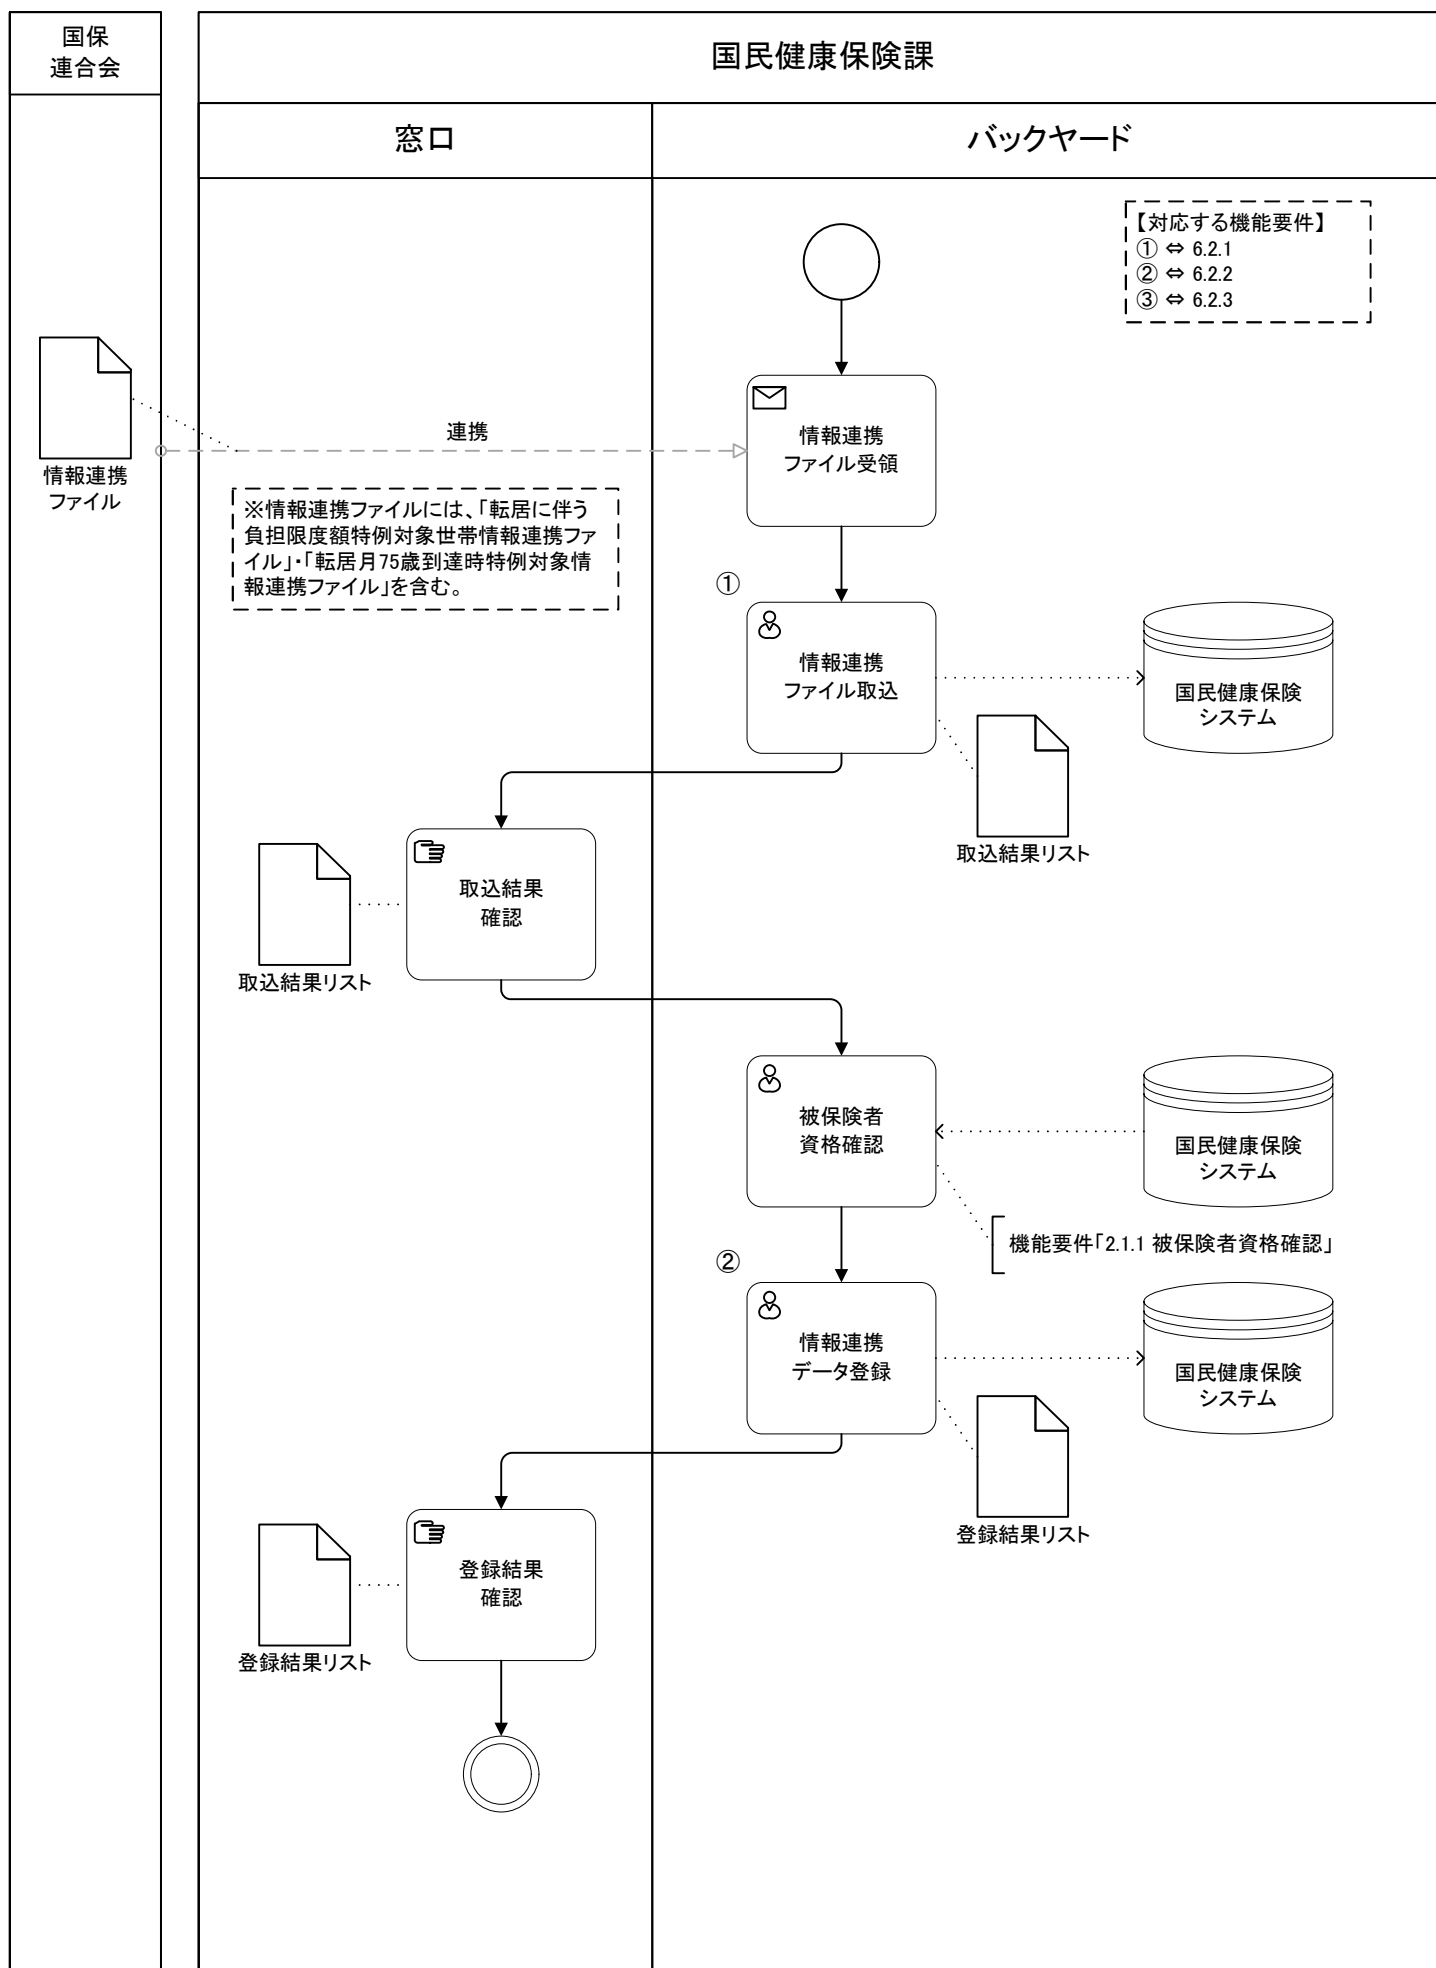 国保
連合会
国民健康保険課
窓口
バックヤード
【対応する機能要件】
① ⇔ 6.2.1
② ⇔ 6.2.2
③ ⇔ 6.2.3
情報連携
ファイル
連携
情報連携
ファイル受領
※情報連携ファイルには、「転居に伴う
負担限度額特例対象世帯情報連携ファ
イル」・「転居月75歳到達時特例対象情
報連携ファイル」を含む。
①
情報連携
ファイル取込
国民健康保険
システム
取込結果リスト
取込結果
確認
取込結果リスト
被保険者
資格確認
国民健康保険
システム
機能要件「2.1.1 被保険者資格確認」
②
情報連携
データ登録
国民健康保険
システム
登録結果リスト
登録結果
確認
登録結果リスト